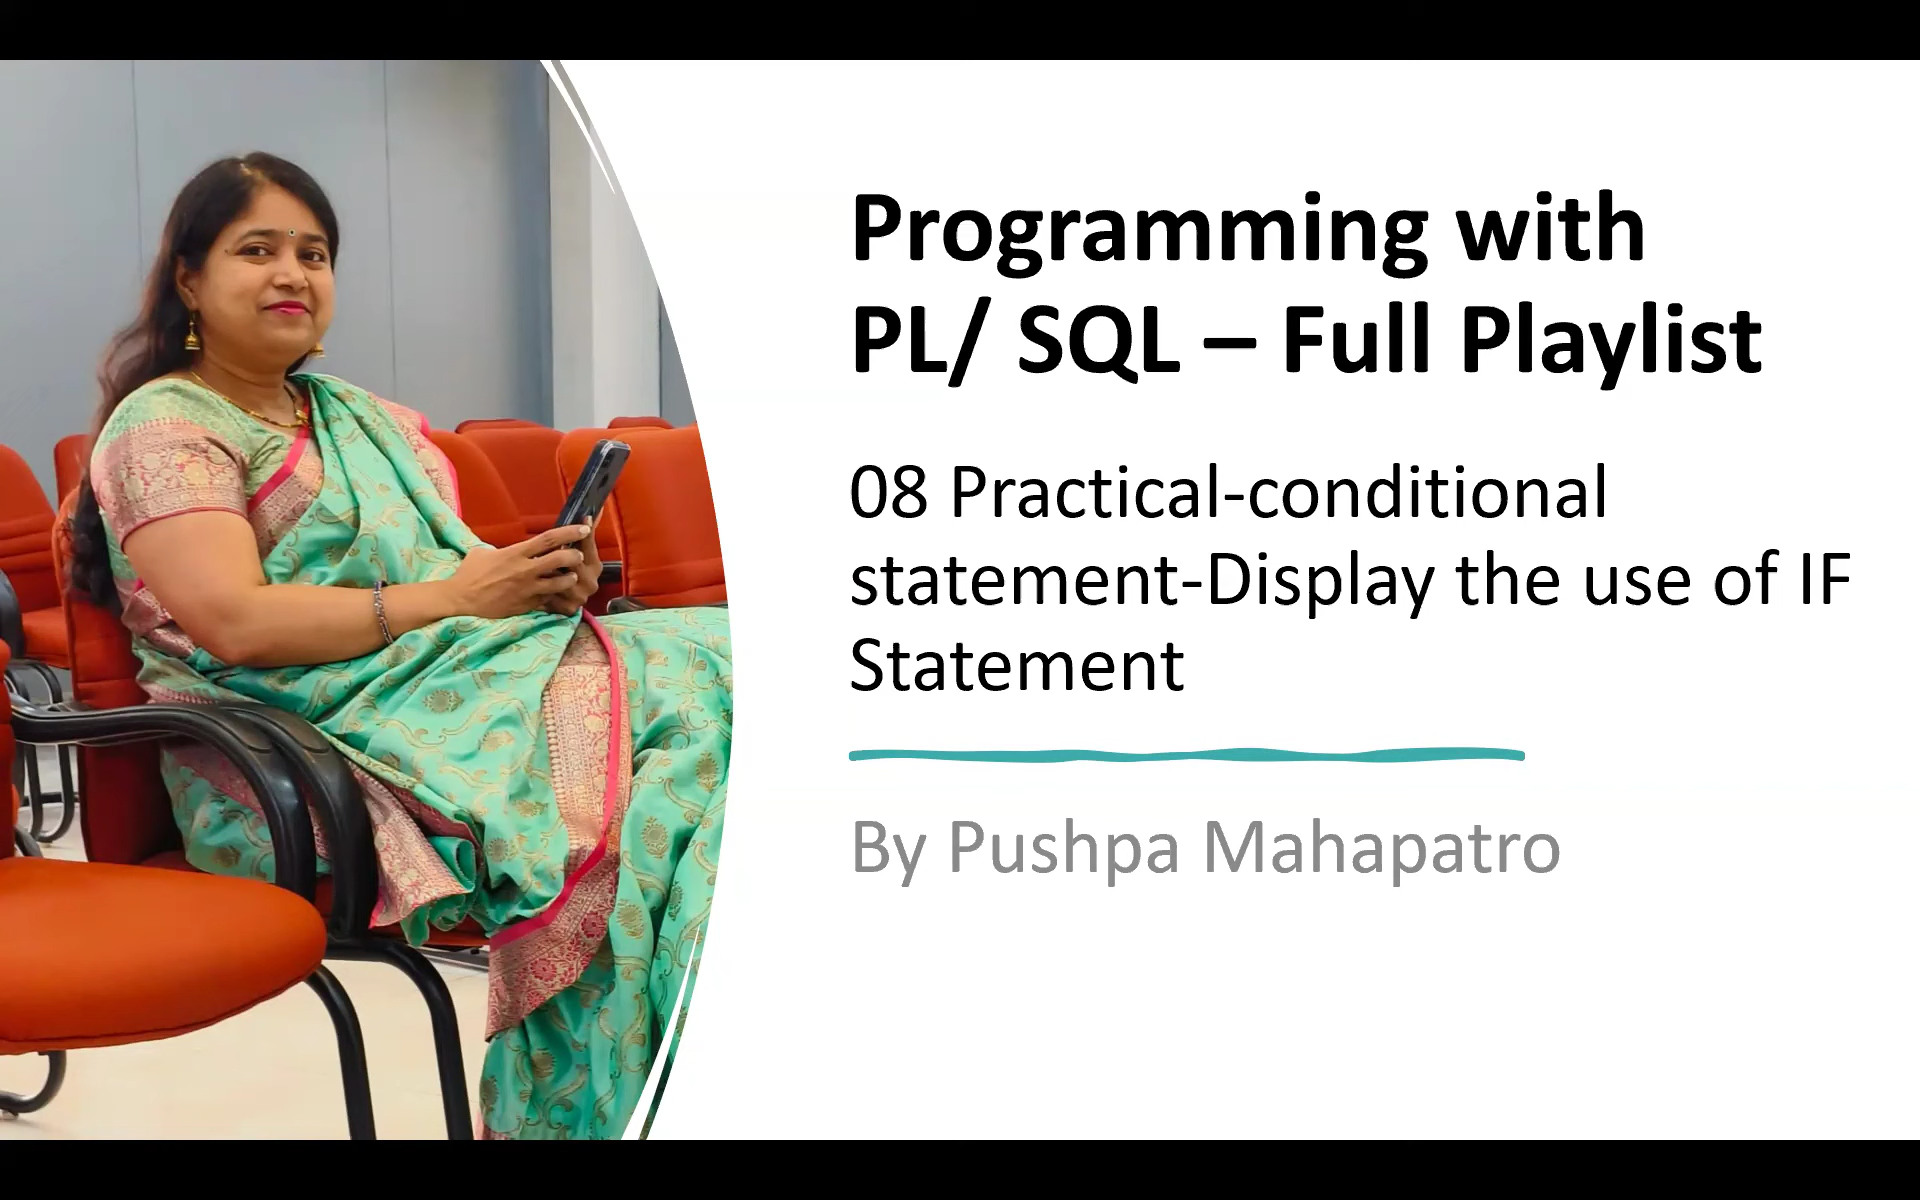 Programming with
PL/ SQL – Full Playlist
08 Practical-conditional
statement-Display the use of IF
Statement
By Pushpa Mahapatro